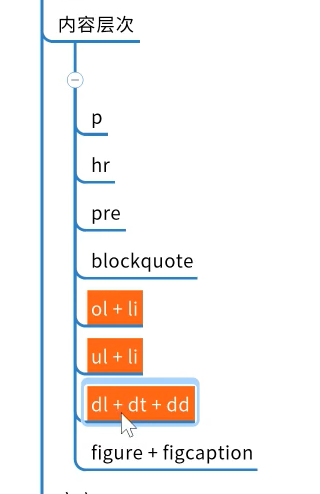 内容层次
p
hr
pre
blockquote
ol + li
ul + li
dl + dt + dd
figure + figcaption